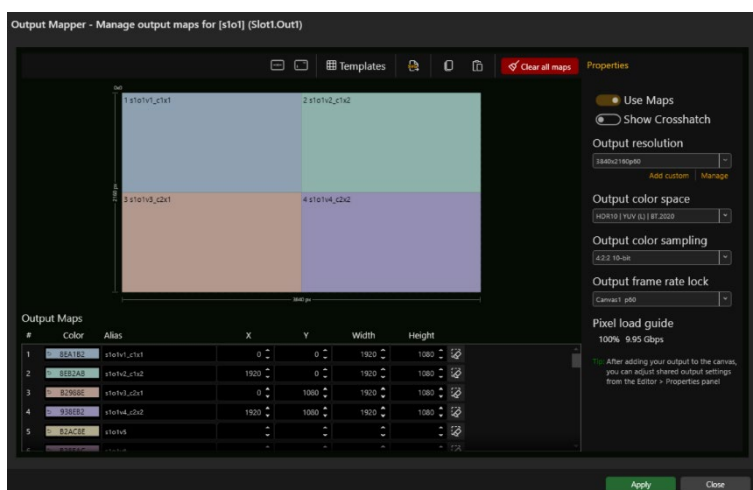 Output Mapper - Manage output maps for [s1o1] (Slot1.Out1)
Templates
Clear all maps
Properties
0x0
1 s1o1v1_c1x1
2 s1o1v2_c1x2
3 s1o1v3_c2x1
4 s1o1v4_c2x2
2160 px
3840 px
Use Maps
Show Crosshatch
Output resolution
3840x2160p60
Add custom | Manage
Output color space
HDR10 | YUV (L) | BT.2020
Output color sampling
4:2:2 10-bit
Output frame rate lock
Canvas1 p60
Pixel load guide
100% 9.95 Gbps
Tip: After adding your output to the canvas,
you can adjust shared output settings
from the Editor > Properties panel
Output Maps
# Color Alias X Y Width Height
1 8EA1B2 s1o1v1_c1x1 0 0 1920 1080
2 8EB2AB s1o1v2_c1x2 1920 0 1920 1080
3 B2988E s1o1v3_c2x1 0 1080 1920 1080
4 938EB2 s1o1v4_c2x2 1920 1080 1920 1080
5 B2AC8E s1o1v5
Apply
Close